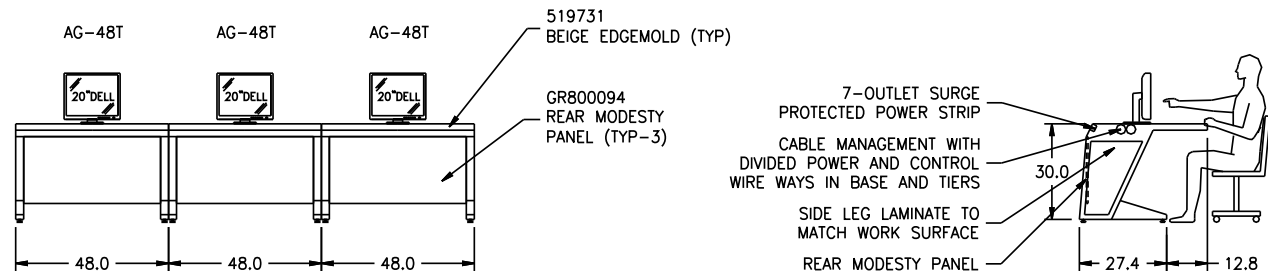 AG-48T
AG-48T
AG-48T
519731
BEIGE EDGEMOLD (TYP)
20"DELL
20"DELL
20"DELL
GR800094
REAR MODESTY
PANEL (TYP-3)
48.0
48.0
48.0
7-OUTLET SURGE
PROTECTED POWER STRIP
CABLE MANAGEMENT WITH
DIVIDED POWER AND CONTROL
WIRE WAYS IN BASE AND TIERS
SIDE LEG LAMINATE TO
MATCH WORK SURFACE
REAR MODESTY PANEL
30.0
27.4
12.8